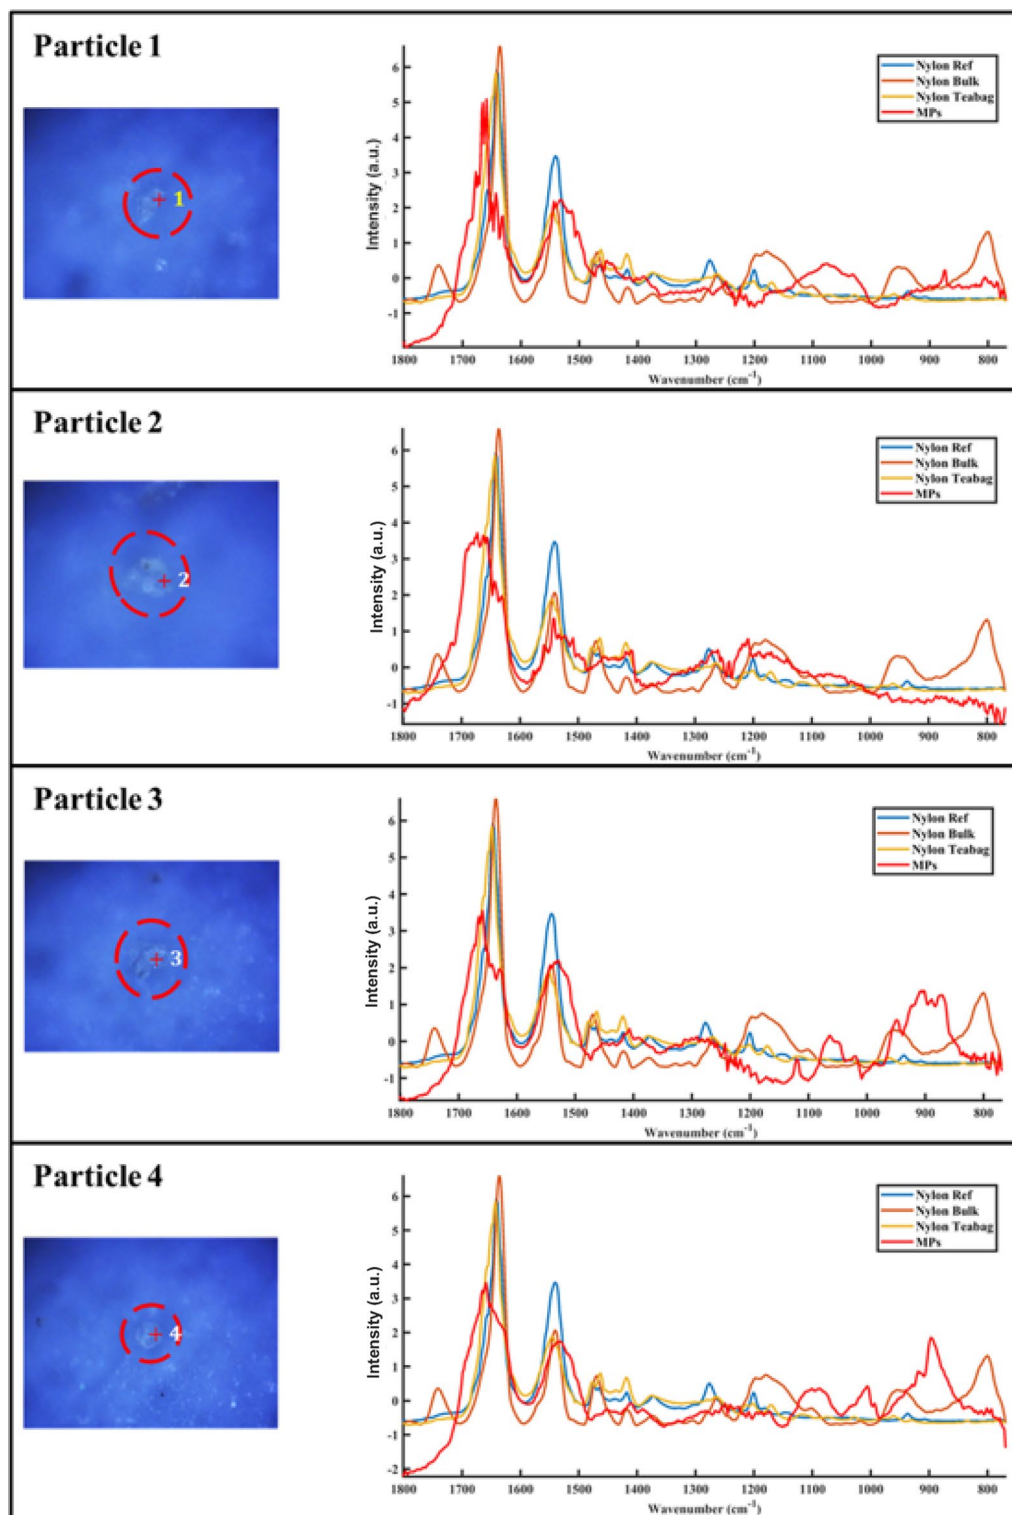 Particle 1
1
Intensity (a.u.)
6
5
4
3
2
1
0
-1
1800 1700 1600 1500 1400 1300 1200 1100 1000 900 800
Wavenumber (cm⁻¹)
Nylon Ref
Nylon Bulk
Nylon Teabag
MPs
Particle 2
2
Intensity (a.u.)
6
5
4
3
2
1
0
-1
1800 1700 1600 1500 1400 1300 1200 1100 1000 900 800
Wavenumber (cm⁻¹)
Nylon Ref
Nylon Bulk
Nylon Teabag
MPs
Particle 3
3
Intensity (a.u.)
6
5
4
3
2
1
0
-1
1800 1700 1600 1500 1400 1300 1200 1100 1000 900 800
Wavenumber (cm⁻¹)
Nylon Ref
Nylon Bulk
Nylon Teabag
MPs
Particle 4
4
Intensity (a.u.)
6
5
4
3
2
1
0
-1
-2
1800 1700 1600 1500 1400 1300 1200 1100 1000 900 800
Wavenumber (cm⁻¹)
Nylon Ref
Nylon Bulk
Nylon Teabag
MPs